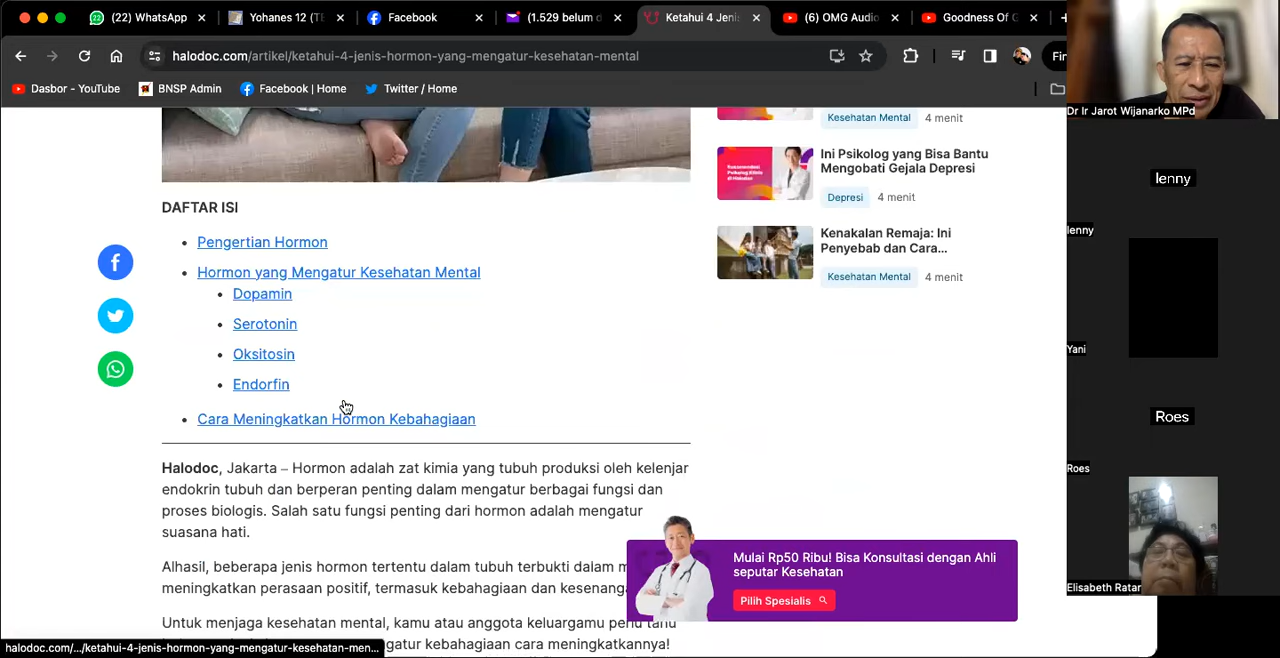 (22) WhatsApp
Yohanes 12 (TE
Facebook
(1.529 belum d
Ketahui 4 Jeni
(6) OMG Audio
Goodness Of G
halodoc.com/artikel/ketahui-4-jenis-hormon-yang-mengatur-kesehatan-mental
Dasbor - YouTube
BNSP Admin
Facebook | Home
Twitter / Home
Dr Ir Jarot Wijanarko MPd
Kesehatan Mental
4 menit
Ini Psikolog yang Bisa Bantu
Mengobati Gejala Depresi
Depresi
4 menit
Kenakalan Remaja: Ini
Penyebab dan Cara...
Kesehatan Mental
4 menit
DAFTAR ISI
Pengertian Hormon
Hormon yang Mengatur Kesehatan Mental
Dopamin
Serotonin
Oksitosin
Endorfin
Cara Meningkatkan Hormon Kebahagiaan
Halodoc, Jakarta – Hormon adalah zat kimia yang tubuh produksi oleh kelenjar
endokrin tubuh dan berperan penting dalam mengatur berbagai fungsi dan
proses biologis. Salah satu fungsi penting dari hormon adalah mengatur
suasana hati.
Alhasil, beberapa jenis hormon tertentu dalam tubuh terbukti dalam m
meningkatkan perasaan positif, termasuk kebahagiaan dan kesenanga
Untuk menjaga kesehatan mental, kamu atau anggota keluargamu perlu tahu
gatur kebahagiaan cara meningkatkannya!
Mulai Rp50 Ribu! Bisa Konsultasi dengan Ahli
seputar Kesehatan
Pilih Spesialis
halodoc.com/.../ketahui-4-jenis-hormon-yang-mengatur-kesehatan-men...
lenny
lenny
Yani
Roes
Roes
Elisabeth Ratar